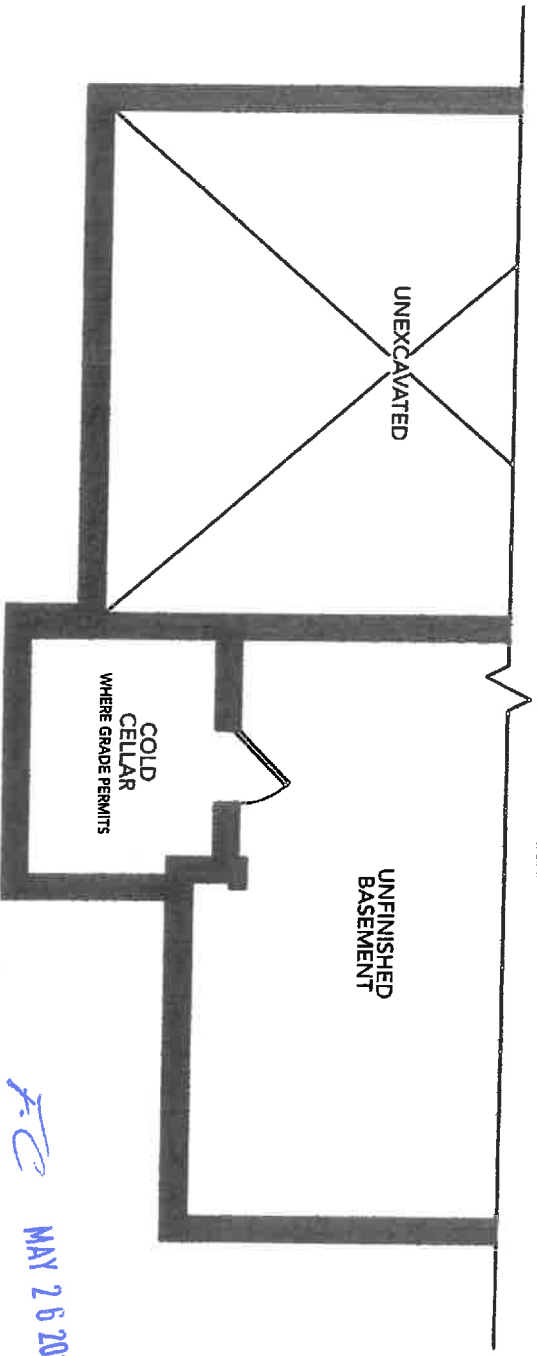 UNEXCAVATED
COLD
CELLAR
WHERE GRADE PERMITS
UNFINISHED
BASEMENT
MAY 26 20